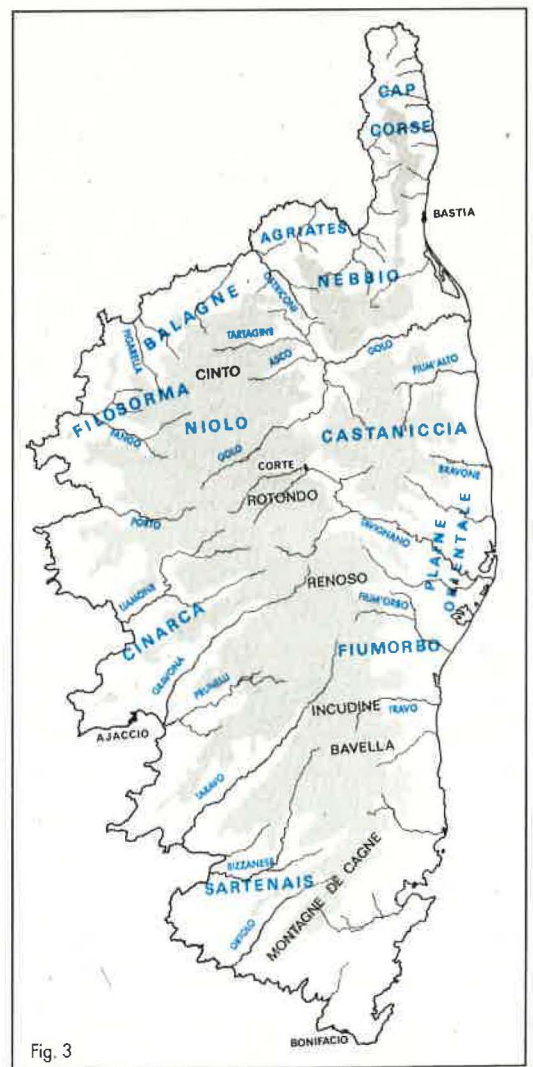 CAP
CORSE
BASTIA
AGRIATES
NEBBIO
OSTRICONI
BALAGNE
FIGARELLA
TARTAGINE
ASCO
GOLO
FIUM'ALTO
CINTO
FILOSORMA
FANGO
NIOLO
CASTANICCIA
GOLO
CORTE
BRAVONE
ROTONDO
PORTO
TAVIGNANO
PLAINE
ORIENTALE
LIAMONE
RENOSO
CINARCA
FIUM'ORBO
FIUMORBO
GRAVONA
PRUNELLI
INCUDINE
TRAVO
AJACCIO
BAVELLA
TARAVO
RIZZANESE
SARTENAIS
MONTAGNE DE CAGNE
ORTOLO
BONIFACIO
Fig. 3